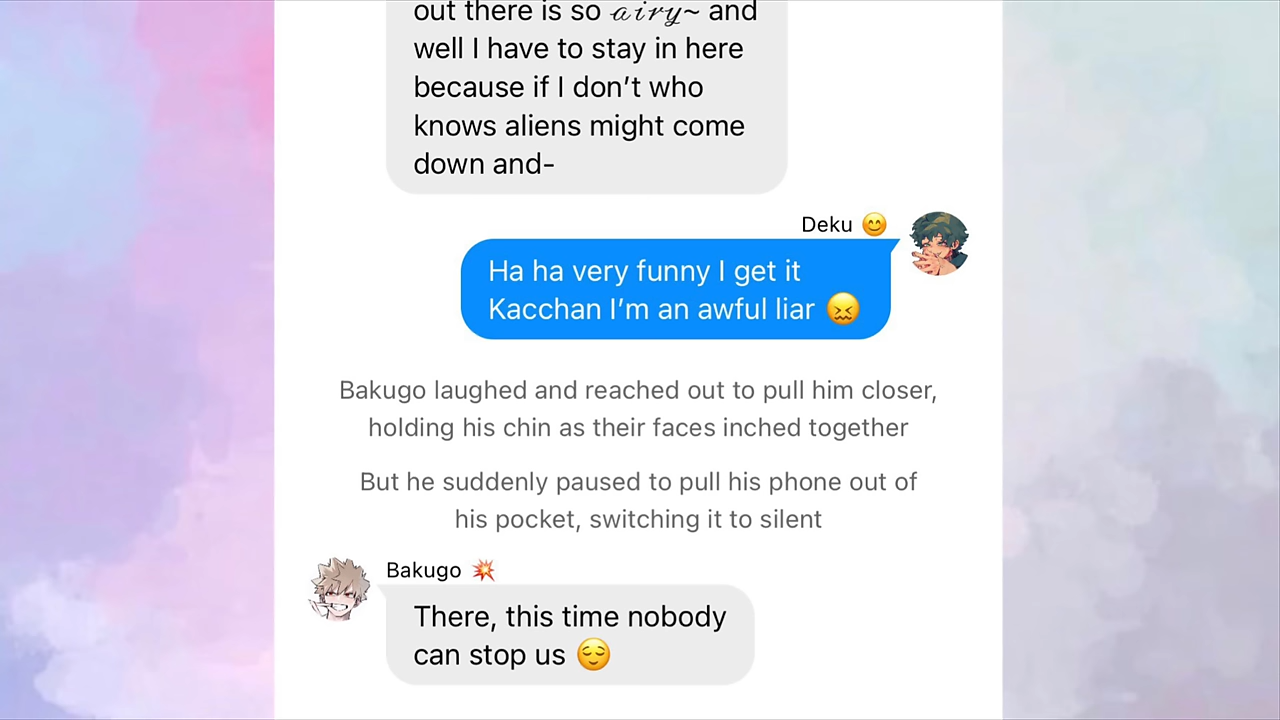 out there is so 𝒶𝒾𝓇𝓎~ and
well I have to stay in here
because if I don’t who
knows aliens might come
down and-
Deku 😊
Ha ha very funny I get it
Kacchan I’m an awful liar 😖
Bakugo laughed and reached out to pull him closer,
holding his chin as their faces inched together
But he suddenly paused to pull his phone out of
his pocket, switching it to silent
Bakugo 💥
There, this time nobody
can stop us 😌